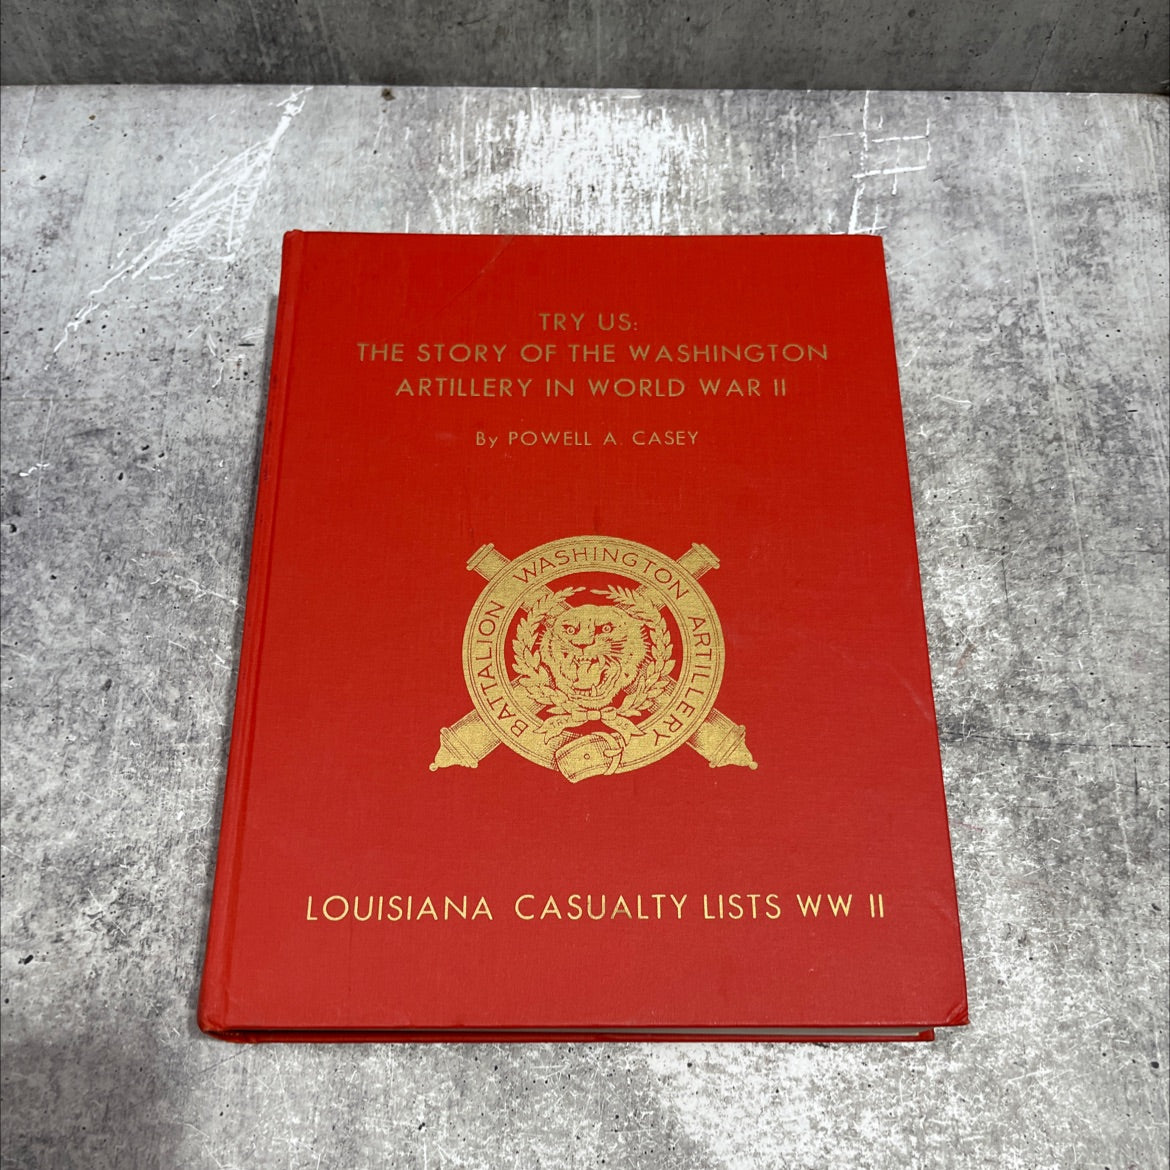 TRY US:
THE STORY OF THE WASHINGTON
ARTILLERY IN WORLD WAR II
By POWELL A. CASEY
BATTALION WASHINGTON ARTILLERY
LOUISIANA CASUALTY LISTS WW II